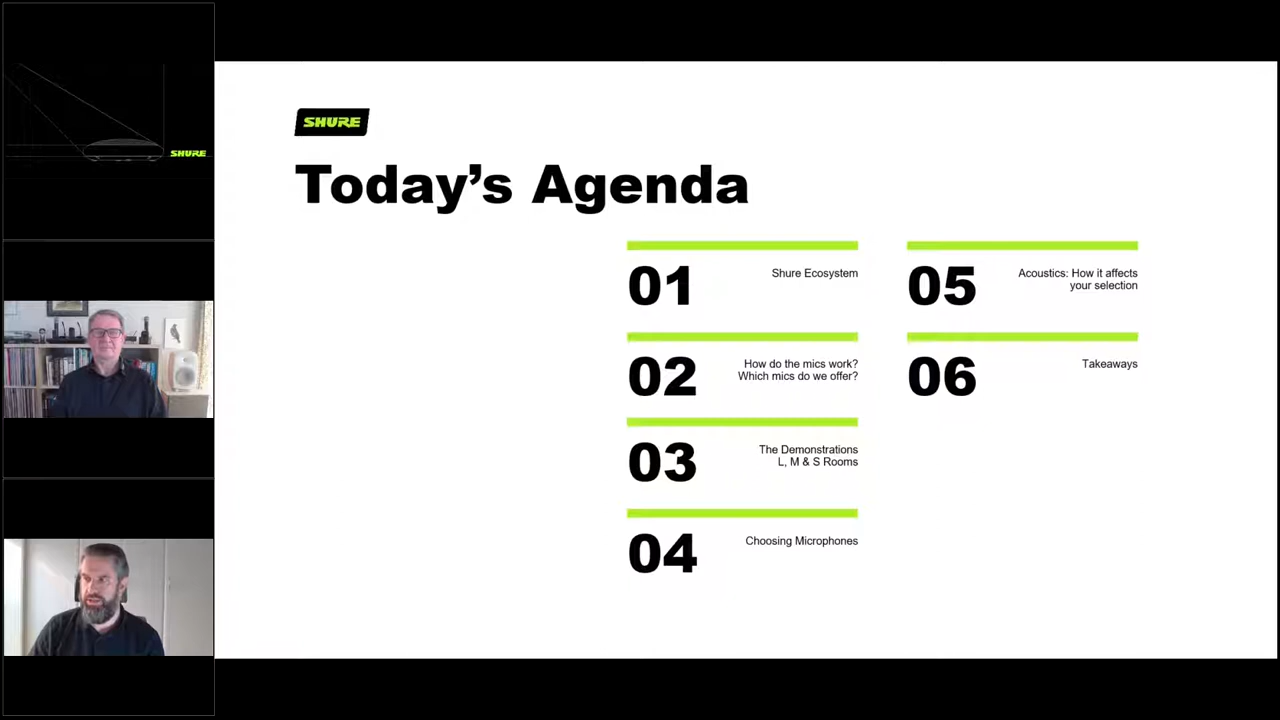 SHURE
SHURE
Today’s Agenda
01
Shure Ecosystem
02
How do the mics work?
Which mics do we offer?
03
The Demonstrations
L, M & S Rooms
04
Choosing Microphones
05
Acoustics: How it affects
your selection
06
Takeaways